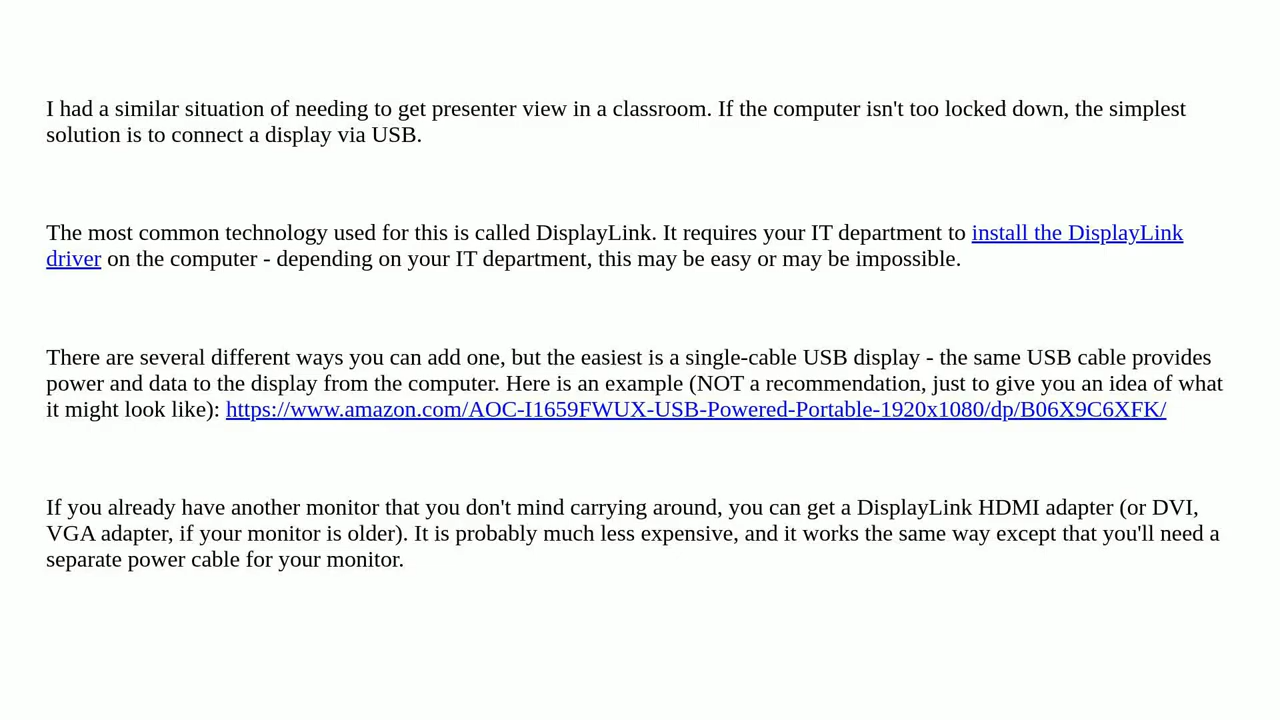 I had a similar situation of needing to get presenter view in a classroom. If the computer isn't too locked down, the simplest
solution is to connect a display via USB.
The most common technology used for this is called DisplayLink. It requires your IT department to install the DisplayLink
driver on the computer - depending on your IT department, this may be easy or may be impossible.
There are several different ways you can add one, but the easiest is a single-cable USB display - the same USB cable provides
power and data to the display from the computer. Here is an example (NOT a recommendation, just to give you an idea of what
it might look like): https://www.amazon.com/AOC-I1659FWUX-USB-Powered-Portable-1920x1080/dp/B06X9C6XFK/
If you already have another monitor that you don't mind carrying around, you can get a DisplayLink HDMI adapter (or DVI,
VGA adapter, if your monitor is older). It is probably much less expensive, and it works the same way except that you'll need a
separate power cable for your monitor.